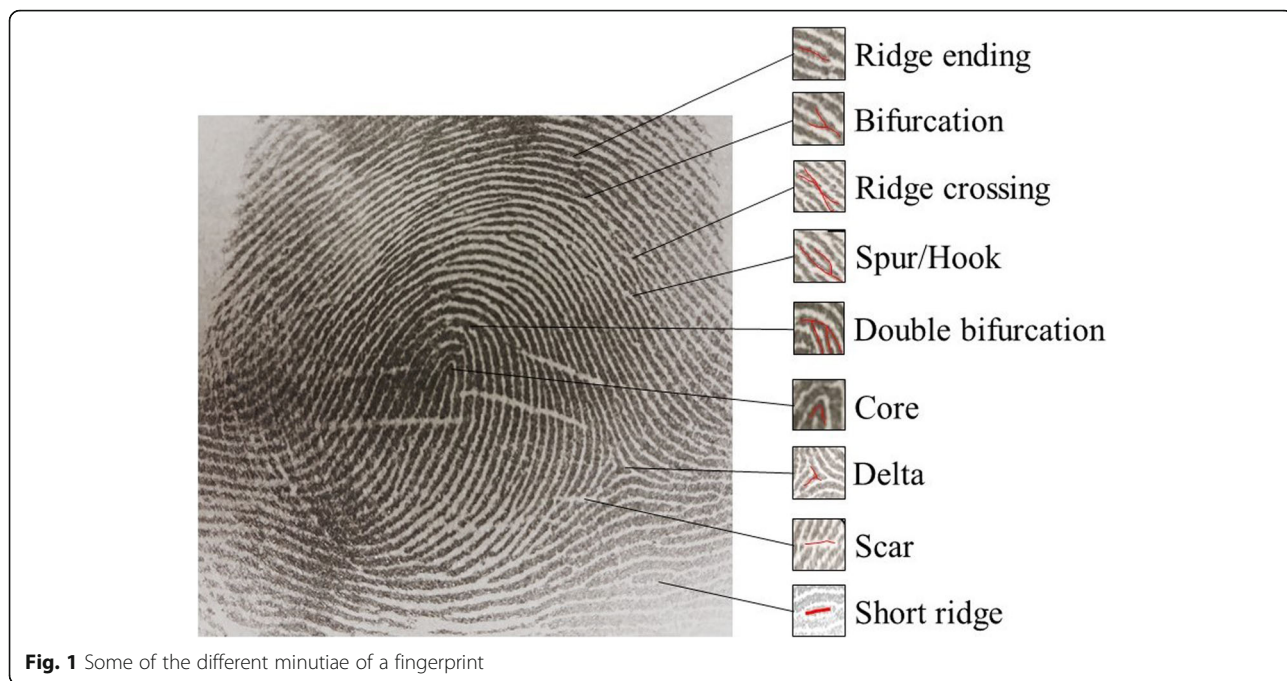 Ridge ending
Bifurcation
Ridge crossing
Spur/Hook
Double bifurcation
Core
Delta
Scar
Short ridge
Fig. 1 Some of the different minutiae of a fingerprint